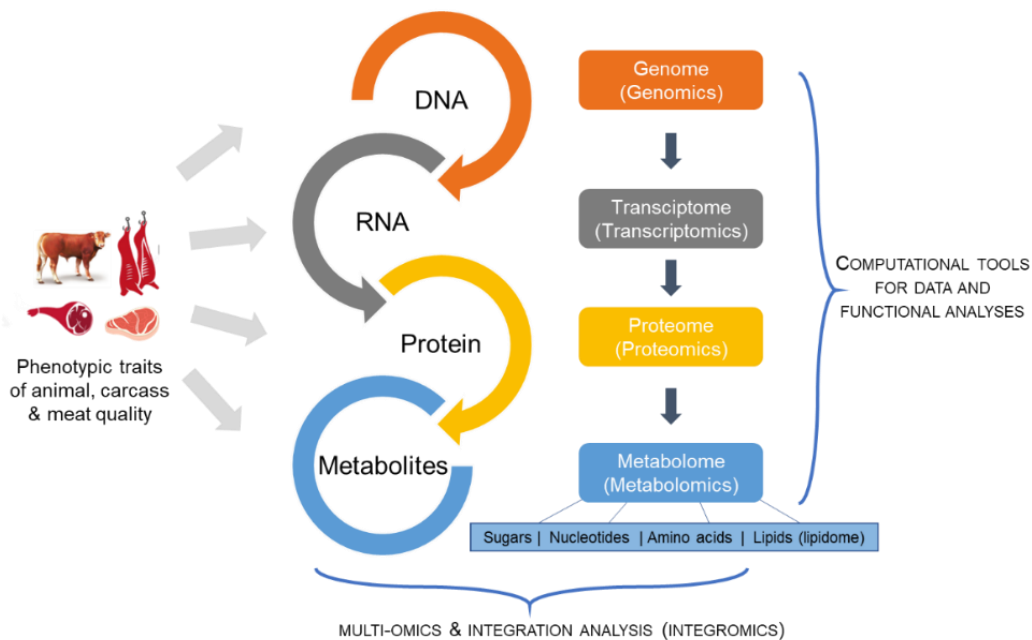 DNA
RNA
Protein
Metabolites
Phenotypic traits
of animal, carcass
& meat quality
Genome
(Genomics)
Transciptome
(Transcriptomics)
Proteome
(Proteomics)
Metabolome
(Metabolomics)
Sugars | Nucleotides | Amino acids | Lipids (lipidome)
COMPUTATIONAL TOOLS
FOR DATA AND
FUNCTIONAL ANALYSES
MULTI-OMICS & INTEGRATION ANALYSIS (INTEGROMICS)